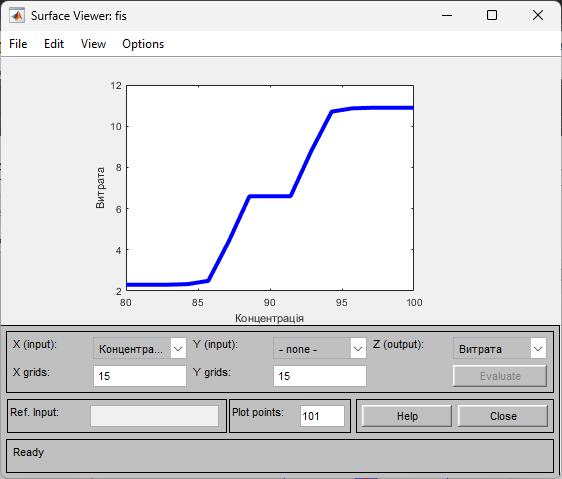 Surface Viewer: fis
File Edit View Options
12
10
8
6
4
2
Витрата
80 85 90 95 100
Концентрація
X (input): Концентра... Y (input): - none - Z (output): Витрата
X grids: 15 Y grids: 15 Evaluate
Ref. Input: Plot points: 101 Help Close
Ready